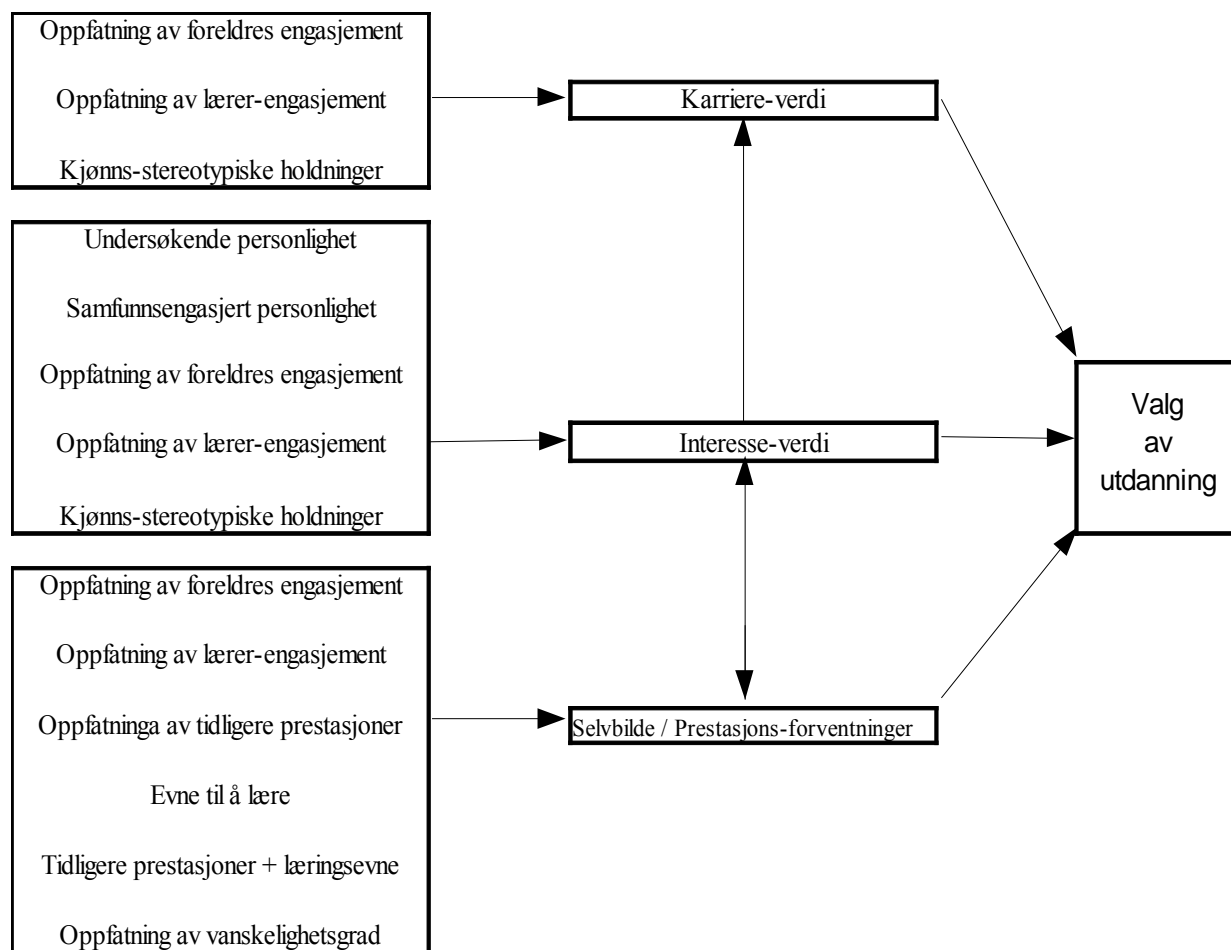 Oppfatning av foreldres engasjement
Oppfatning av lærer-engasjement
Kjønns-stereotypiske holdninger
Karriere-verdi
Undersøkende personlighet
Samfunnsengasjert personlighet
Oppfatning av foreldres engasjement
Oppfatning av lærer-engasjement
Kjønns-stereotypiske holdninger
Interesse-verdi
Valg
av
utdanning
Oppfatning av foreldres engasjement
Oppfatning av lærer-engasjement
Oppfatninga av tidligere prestasjoner
Evne til å lære
Tidligere prestasjoner + læringsevne
Oppfatning av vanskelighetsgrad
Selvbilde / Prestasjons-forventninger